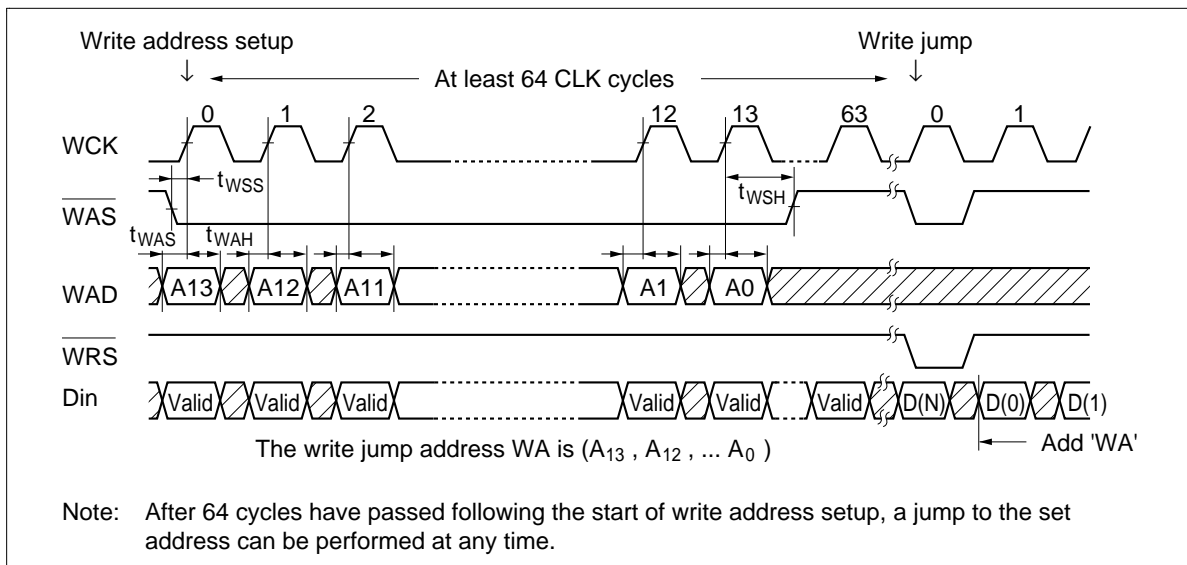 Write address setup
Write jump
At least 64 CLK cycles
0 1 2 12 13 63 0 1
WCK
tWSS
tWSH
WAS
tWAS tWAH
WAD A13 A12 A11 A1 A0
WRS
Din Valid Valid Valid Valid Valid Valid D(N) D(0) D(1)
The write jump address WA is (A13 , A12 , ... A0 )
Add 'WA'
Note: After 64 cycles have passed following the start of write address setup, a jump to the set
address can be performed at any time.